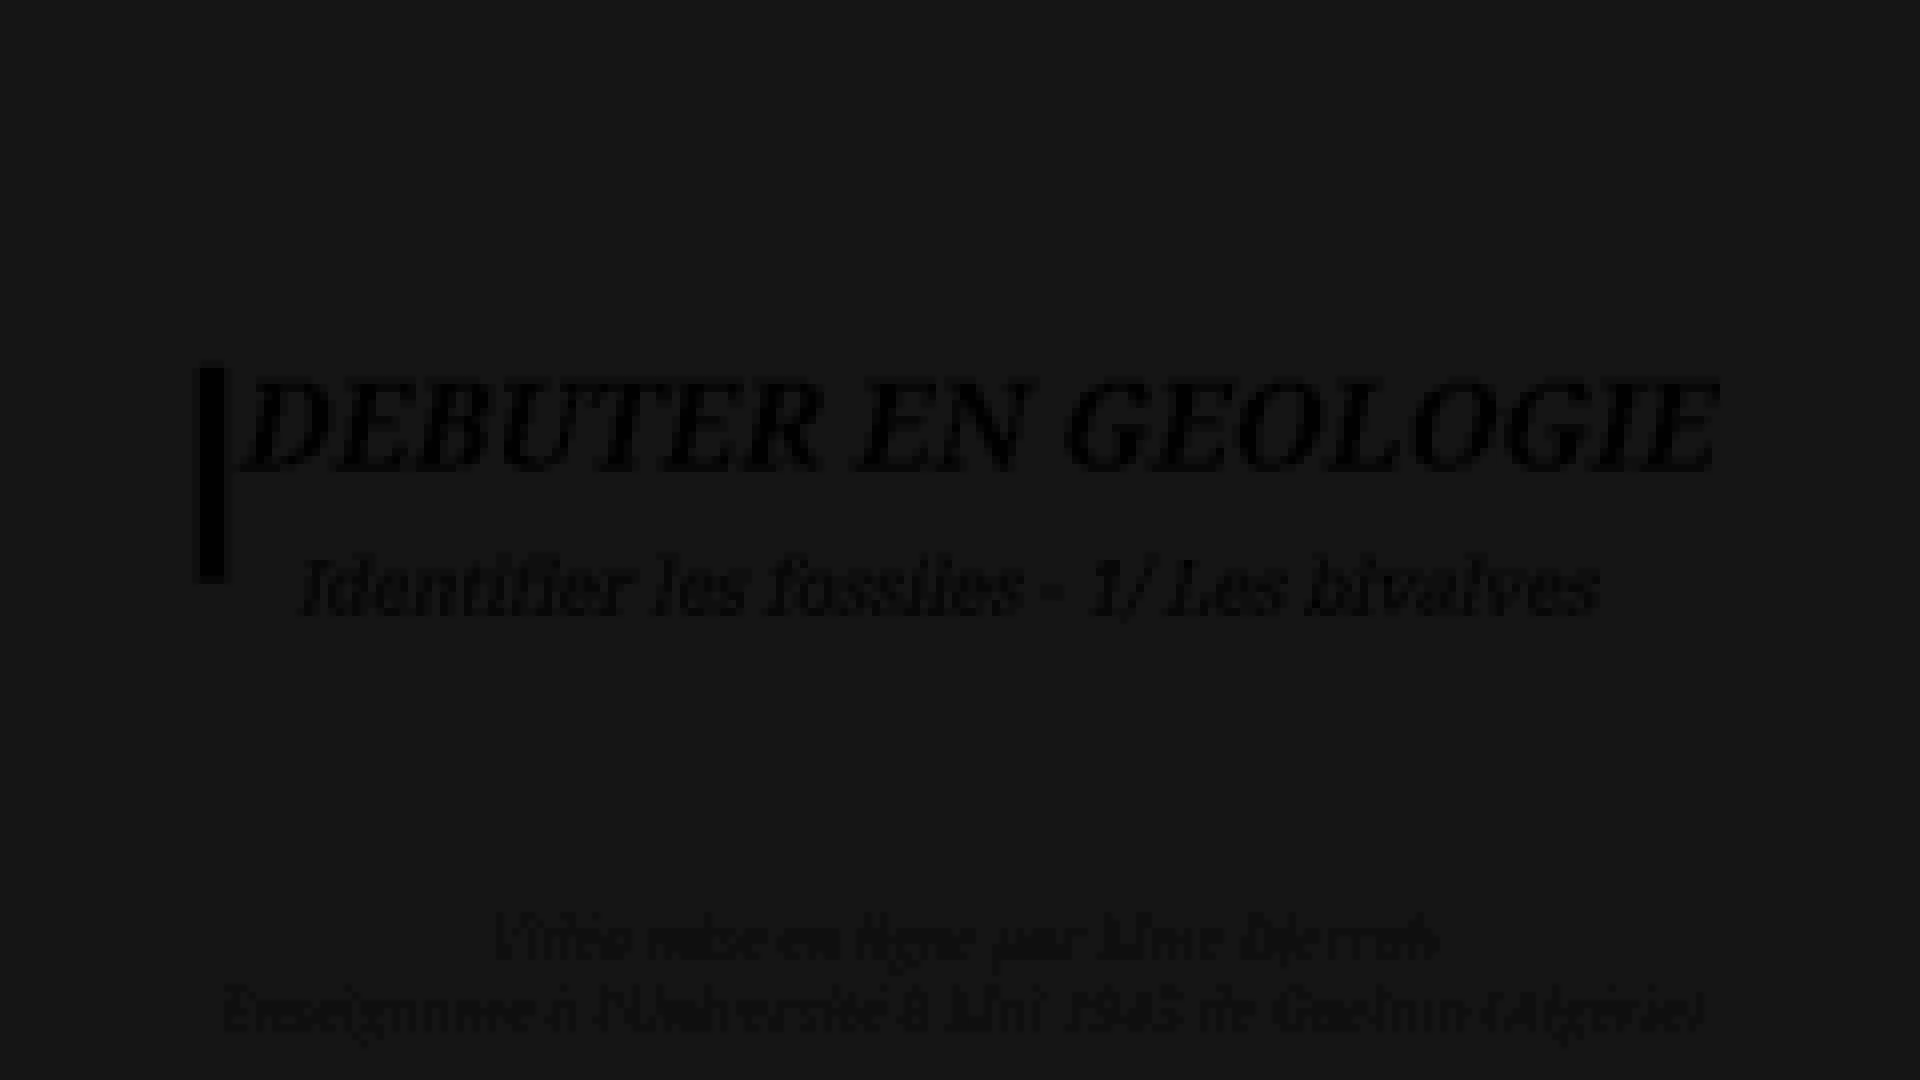 DEBUTER EN GEOLOGIE
Identifier les fossiles - 1/ Les bivalves
Vidéo mise en ligne par Mme Djerrab
Enseignante à l'Université 8 Mai 1945 de Guelma (Algérie)